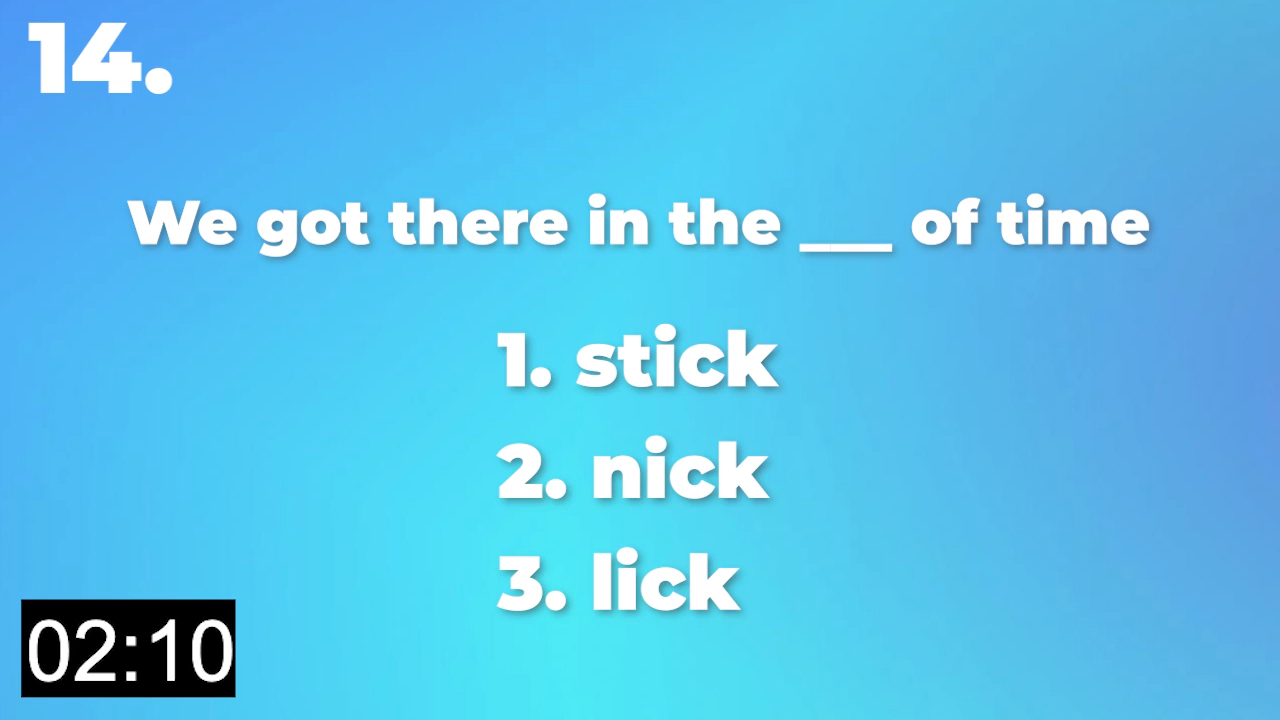 14.
We got there in the ___ of time
1. stick
2. nick
3. lick
02:10